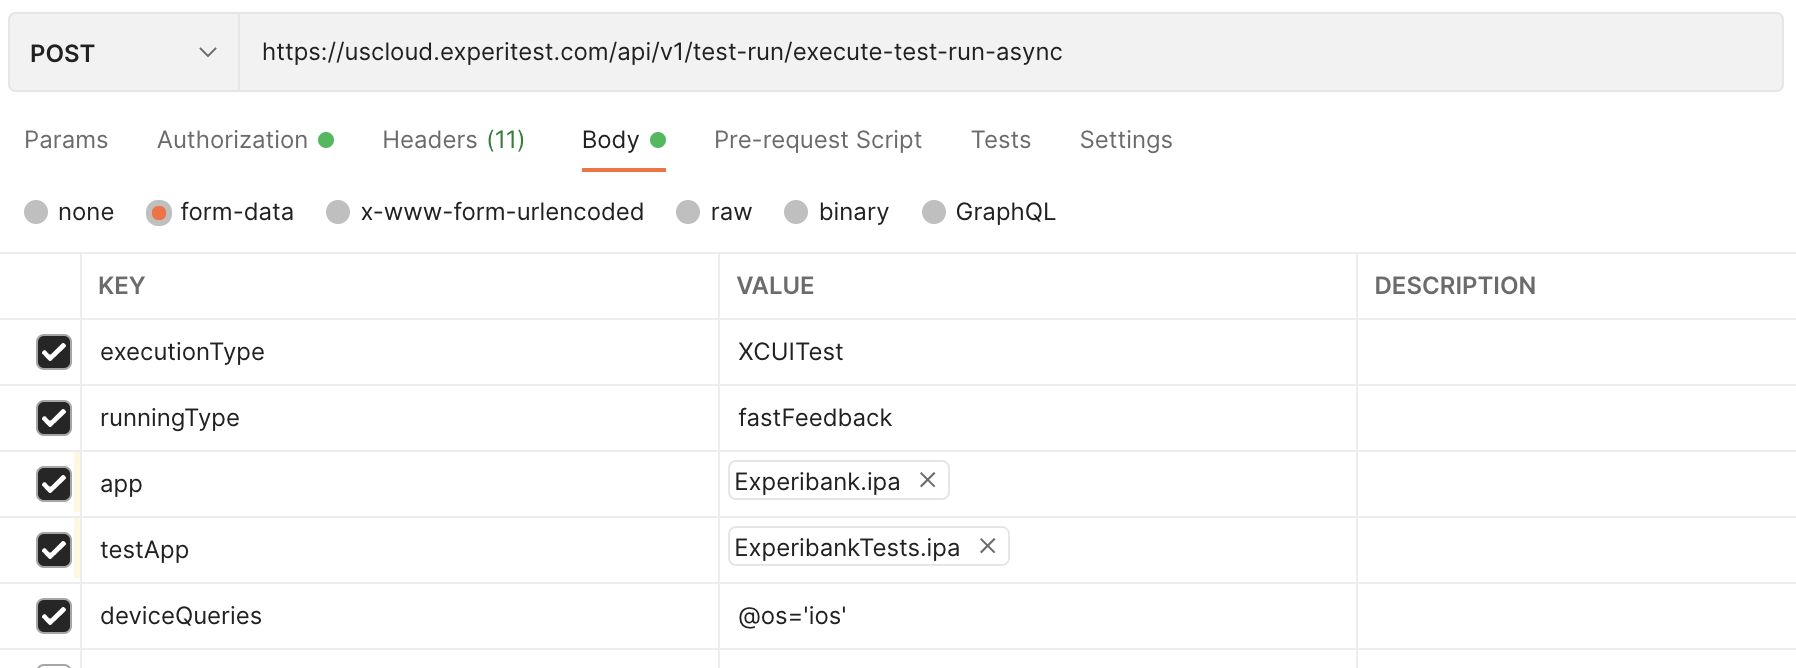 POST https://uscloud.experitest.com/api/v1/test-run/execute-test-run-async
Params Authorization Headers (11) Body Pre-request Script Tests Settings
none form-data x-www-form-urlencoded raw binary GraphQL
KEY VALUE DESCRIPTION
executionType XCUITest
runningType fastFeedback
app Experibank.ipa
testApp ExperibankTests.ipa
deviceQueries @os='ios'